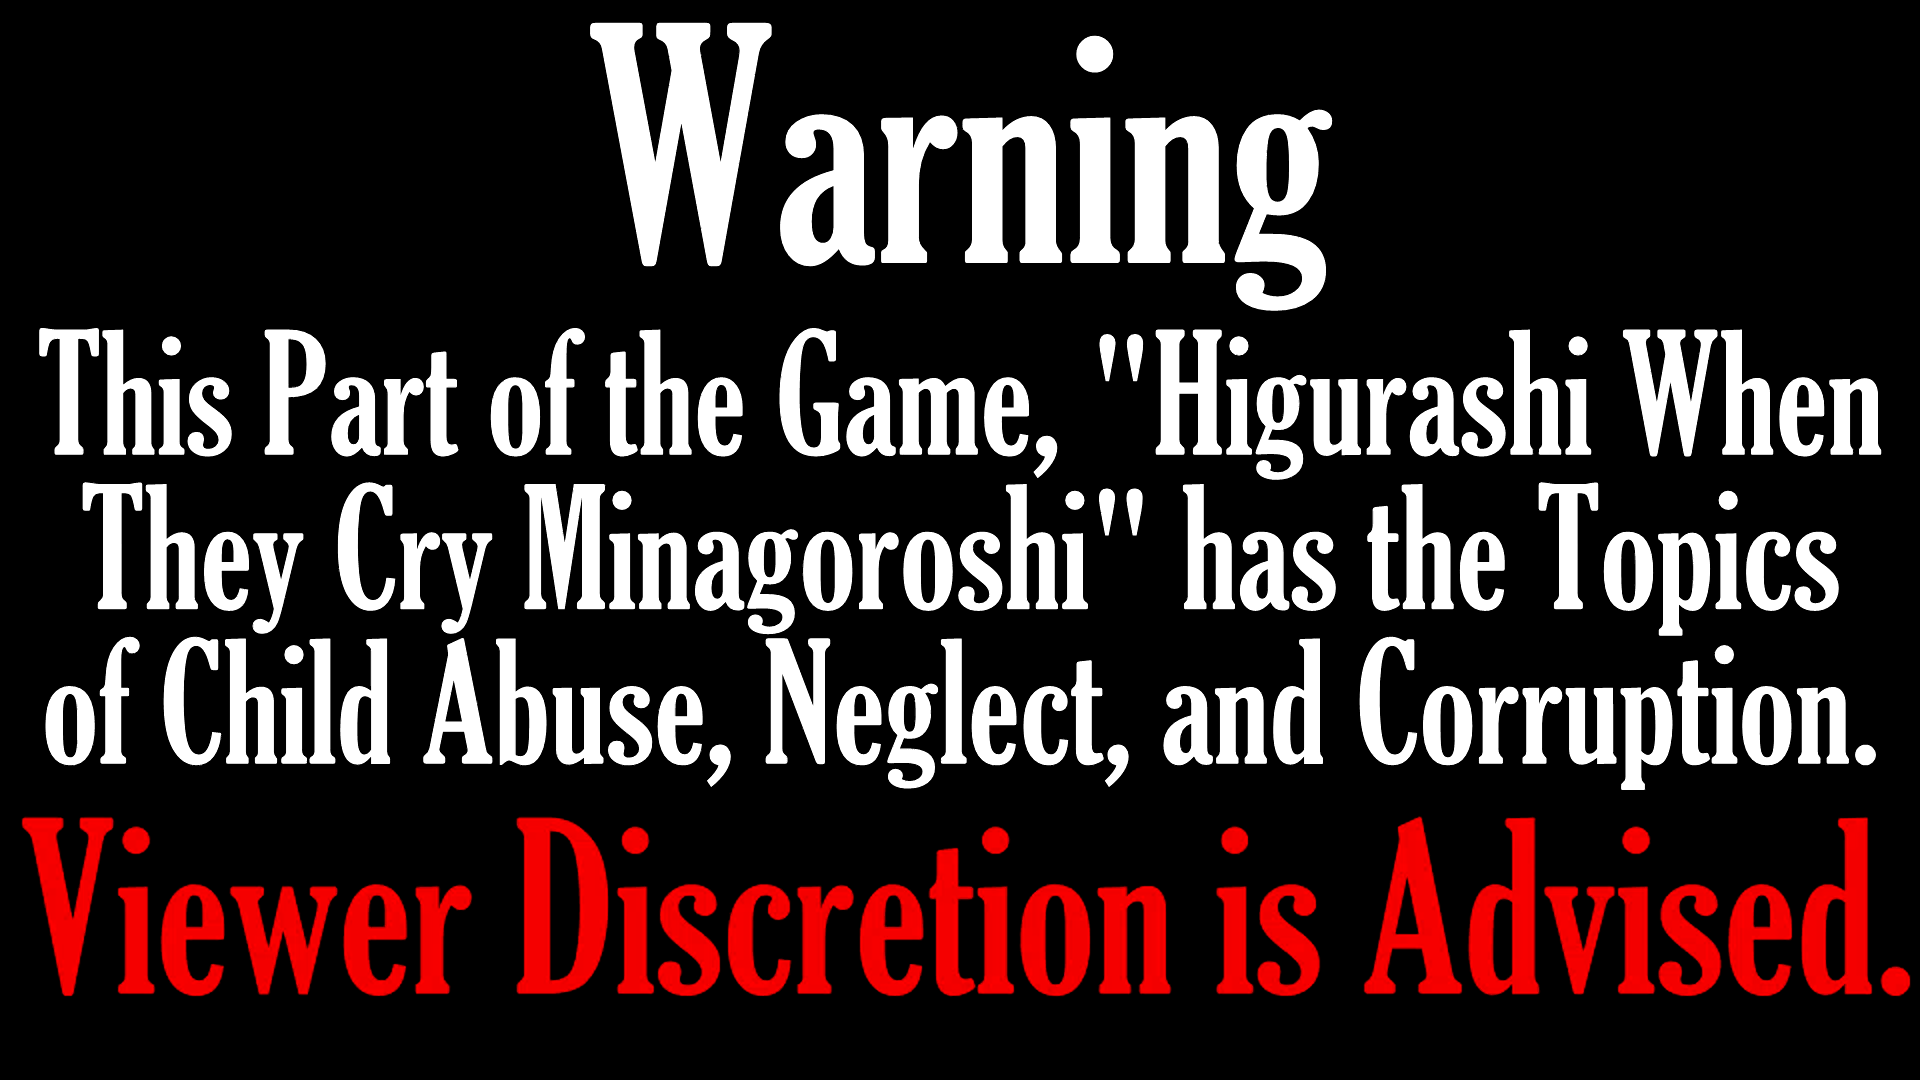 Warning
This Part of the Game, "Higurashi When
They Cry Minagoroshi" has the Topics
of Child Abuse, Neglect, and Corruption.
Viewer Discretion is Advised.